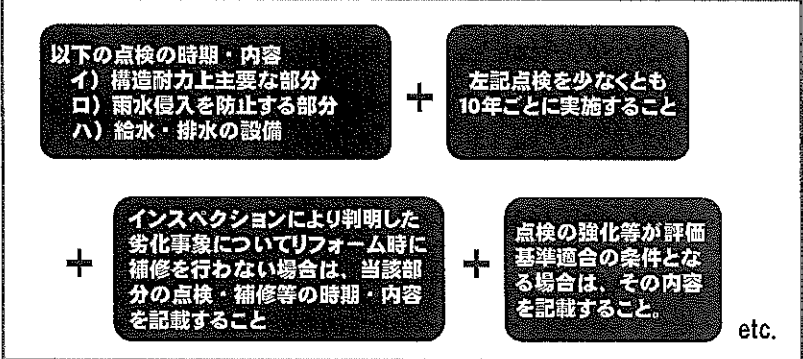 以下の点検の時期・内容
イ）構造耐力上主要な部分
ロ）雨水侵入を防止する部分
ハ）給水・排水の設備
+
左記点検を少なくとも
10年ごとに実施すること
+
インスペクションにより判明した
劣化事象についてリフォーム時に
補修を行わない場合は、当該部
分の点検・補修等の時期・内容
を記載すること
+
点検の強化等が評価
基準適合の条件とな
る場合は、その内容
を記載すること。
etc.